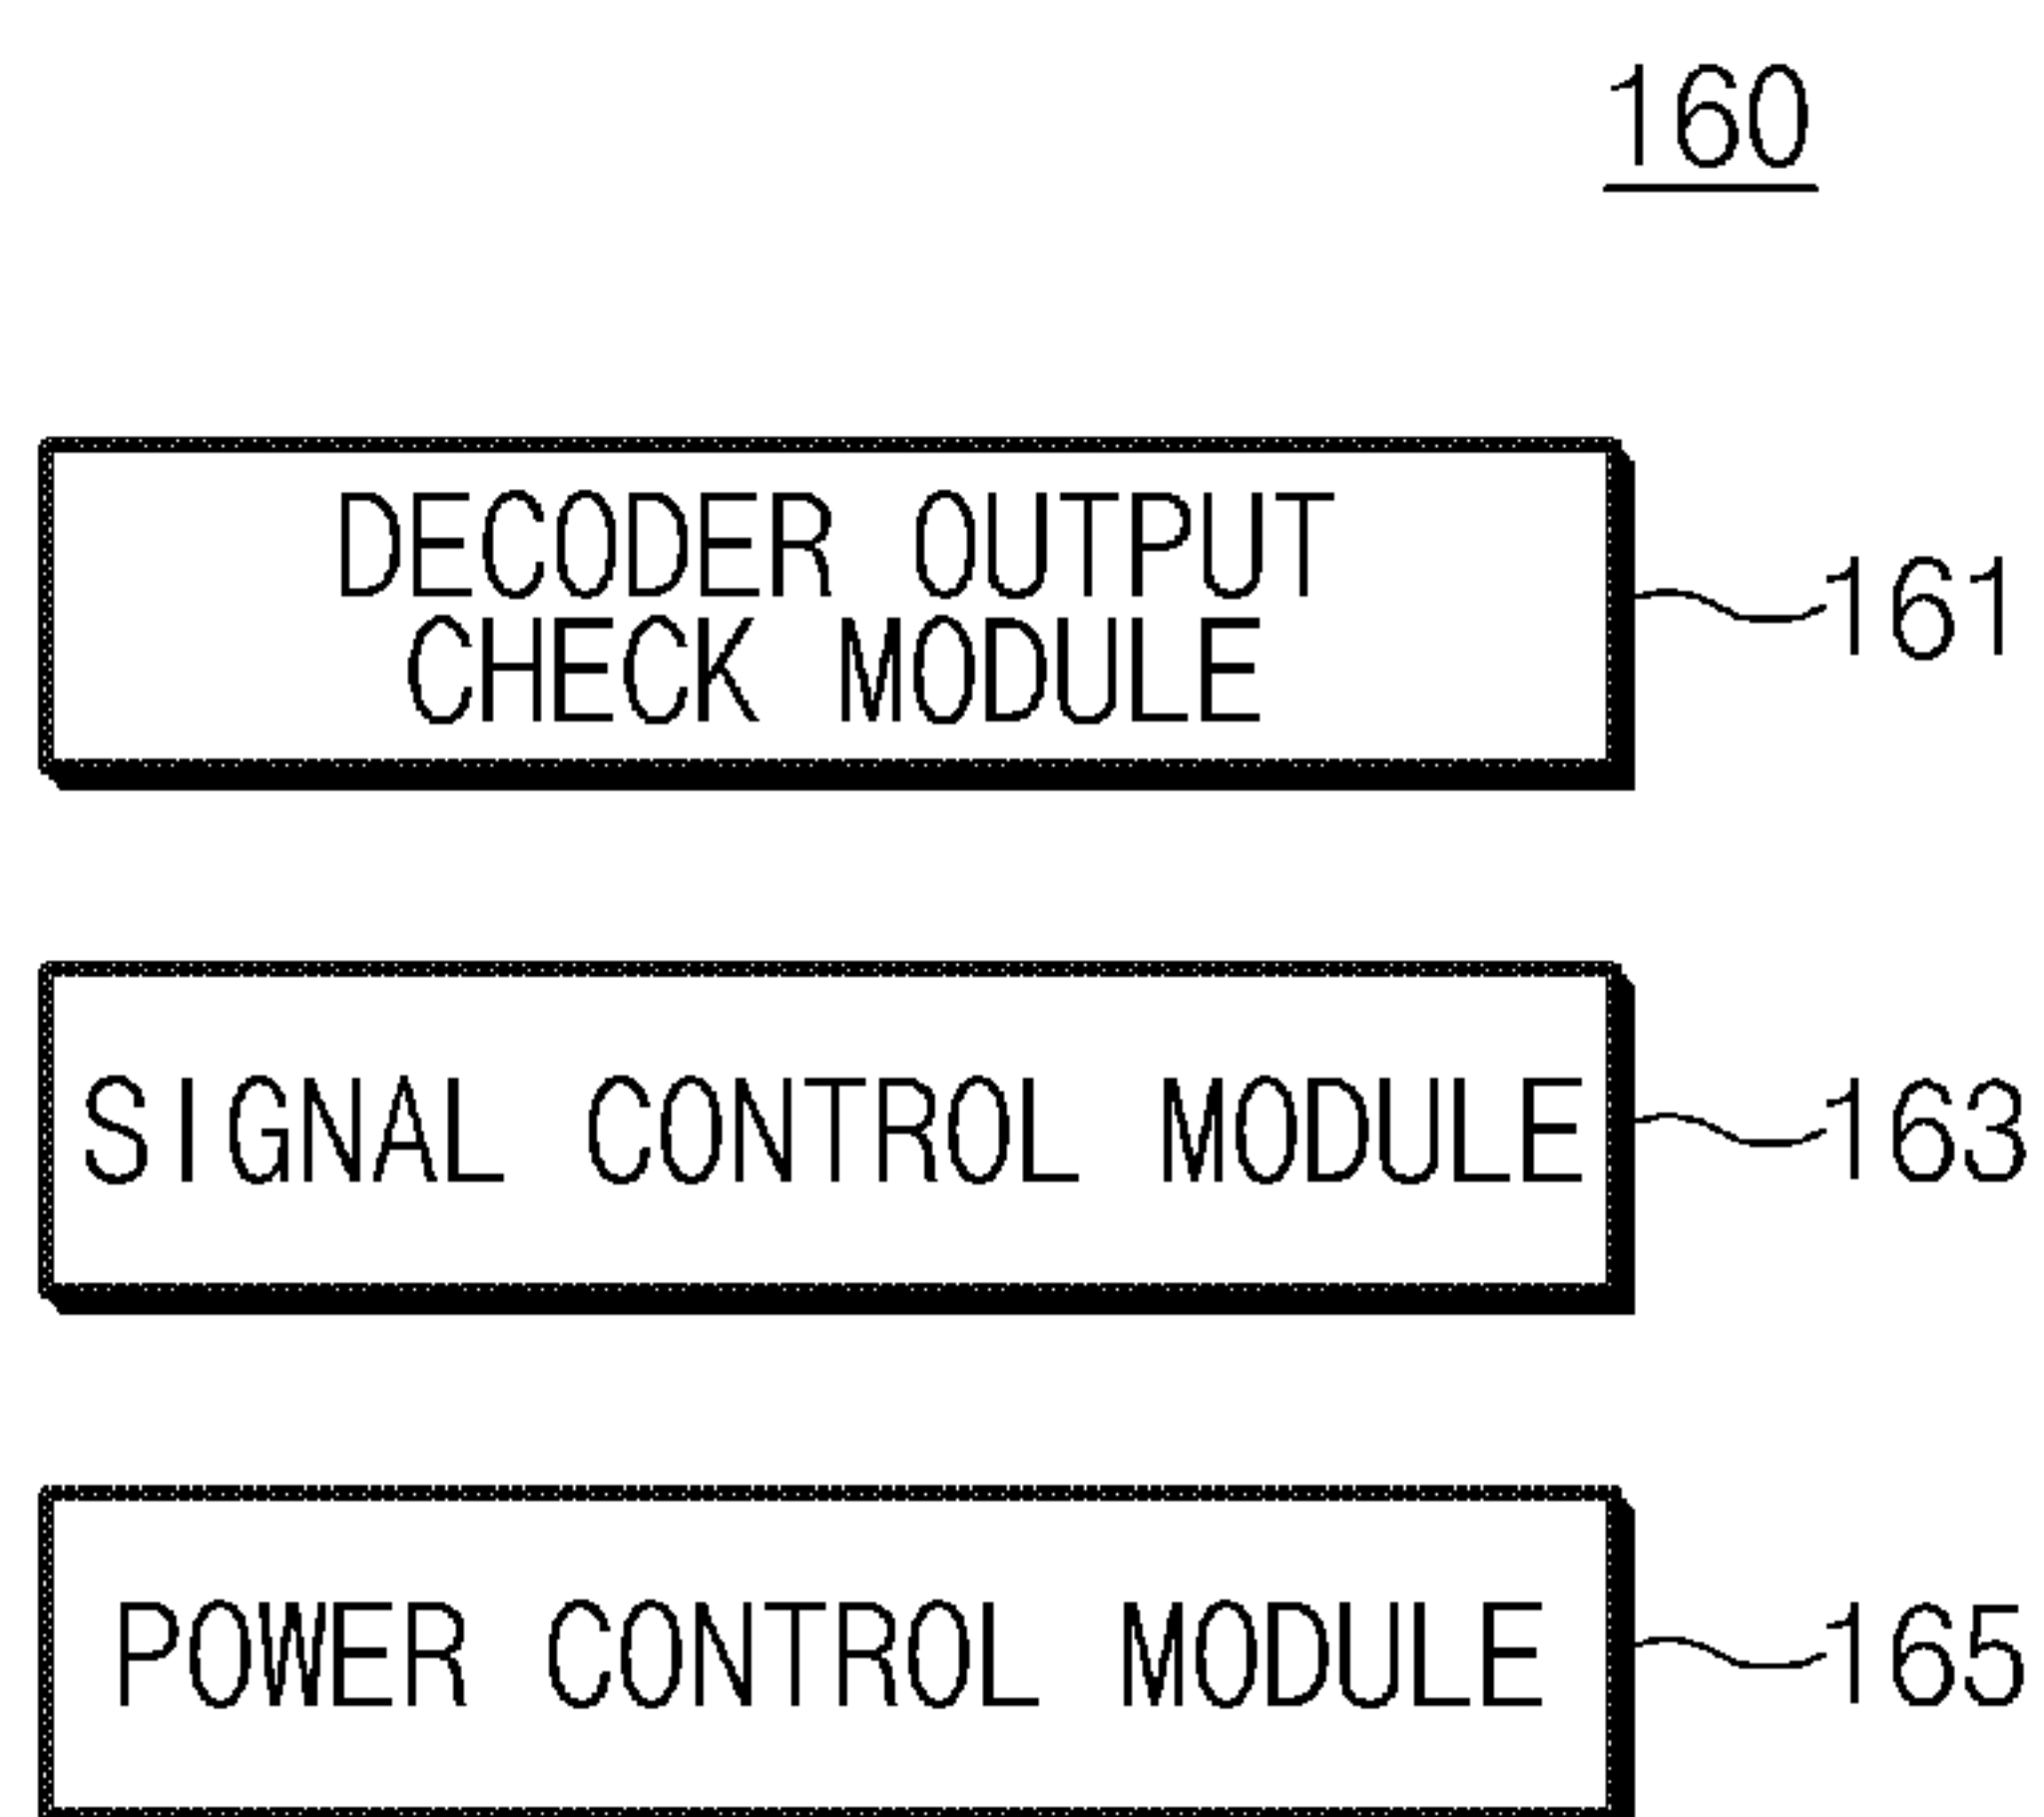 160
DECODER OUTPUT
CHECK MODULE
161
SIGNAL CONTROL MODULE
163
POWER CONTROL MODULE
165